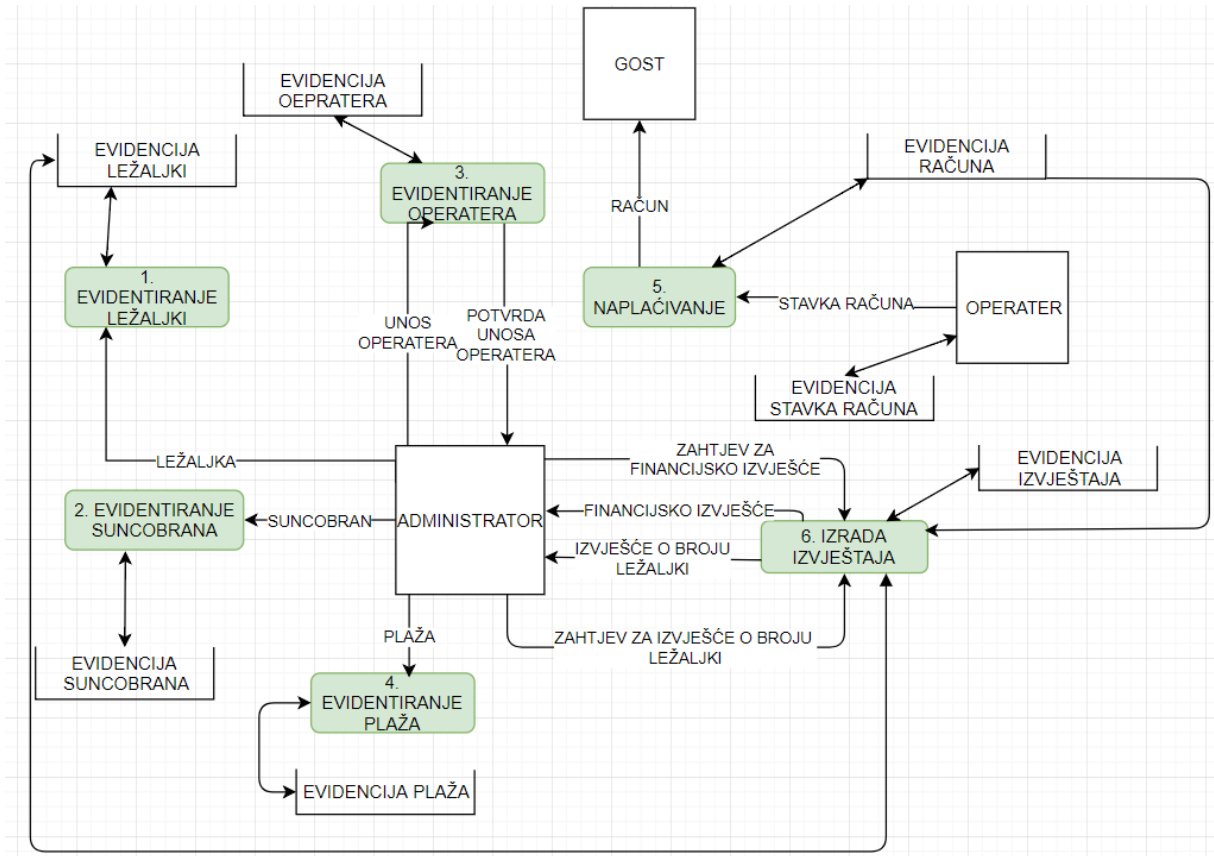 GOST
EVIDENCIJA
OEPRATERA
EVIDENCIJA
LEŽALJKI
3.
EVIDENTIRANJE
OPERATERA
EVIDENCIJA
RAČUNA
RAČUN
1.
EVIDENTIRANJE
LEŽALJKI
5.
NAPLAĆIVANJE
STAVKA RAČUNA
OPERATER
UNOS
OPERATERA
POTVRDA
UNOSA
OPERATERA
EVIDENCIJA
STAVKA RAČUNA
LEŽALJKA
ZAHTJEV ZA
FINANCIJSKO IZVJEŠĆE
EVIDENCIJA
IZVJEŠTAJA
2. EVIDENTIRANJE
SUNCOBRANA
SUNCOBRAN
ADMINISTRATOR
FINANCIJSKO IZVJEŠĆE
6. IZRADA
IZVJEŠTAJA
IZVJEŠĆE O BROJU
LEŽALJKI
PLAŽA
ZAHTJEV ZA IZVJEŠĆE O BROJU
LEŽALJKI
EVIDENCIJA
SUNCOBRANA
4.
EVIDENTIRANJE
PLAŽA
EVIDENCIJA PLAŽA